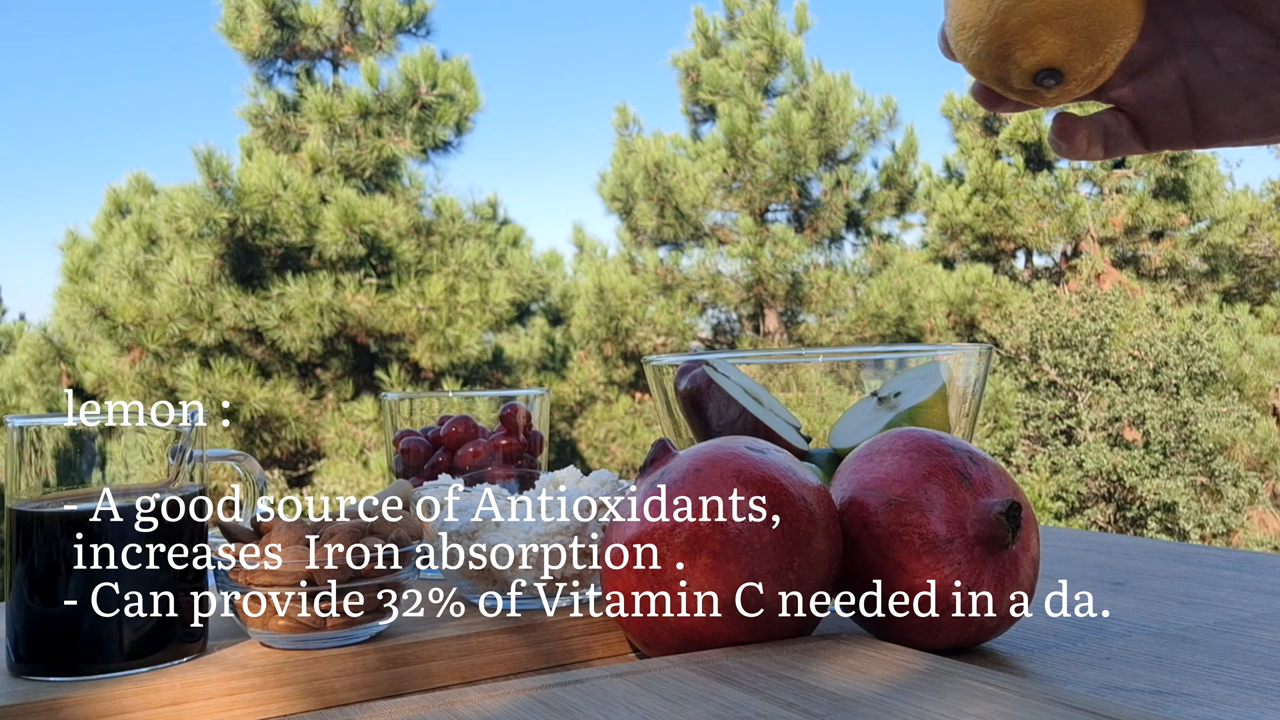 lemon :
- A good source of Antioxidants,
increases Iron absorption .
- Can provide 32% of Vitamin C needed in a da.